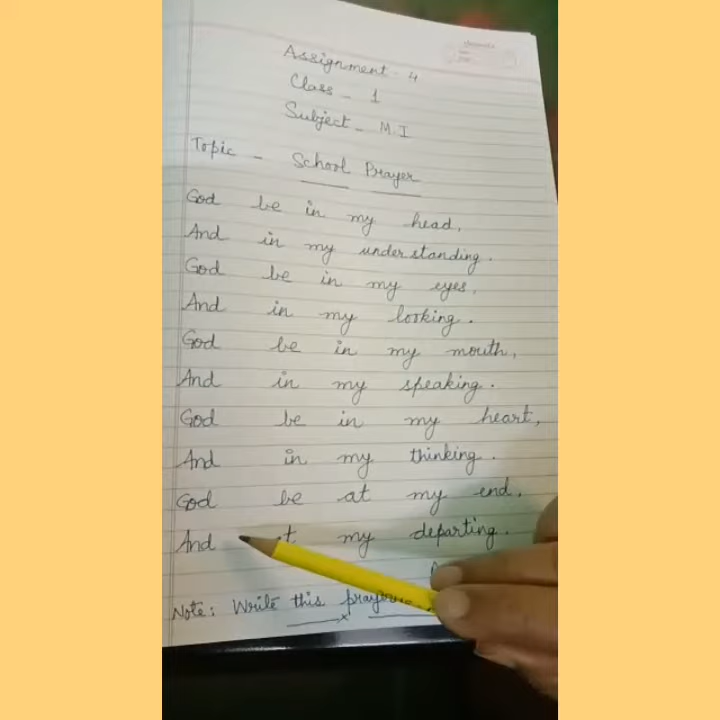 Assignment - 4
Class - 1
Subject - M.I
Topic - School Prayer
God be in my head,
And in my understanding.
God be in my eyes,
And in my looking.
God be in my mouth,
And in my speaking.
God be in my heart,
And in my thinking.
God be at my end,
And my departing.
Note: Write this prayer